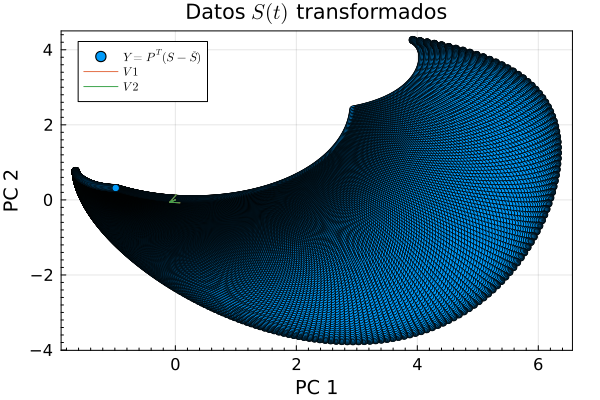 Datos S(t) transformados
Y = P^T(S − S̄)
V1
V2
PC 2
4
2
0
−2
−4
0
2
4
6
PC 1